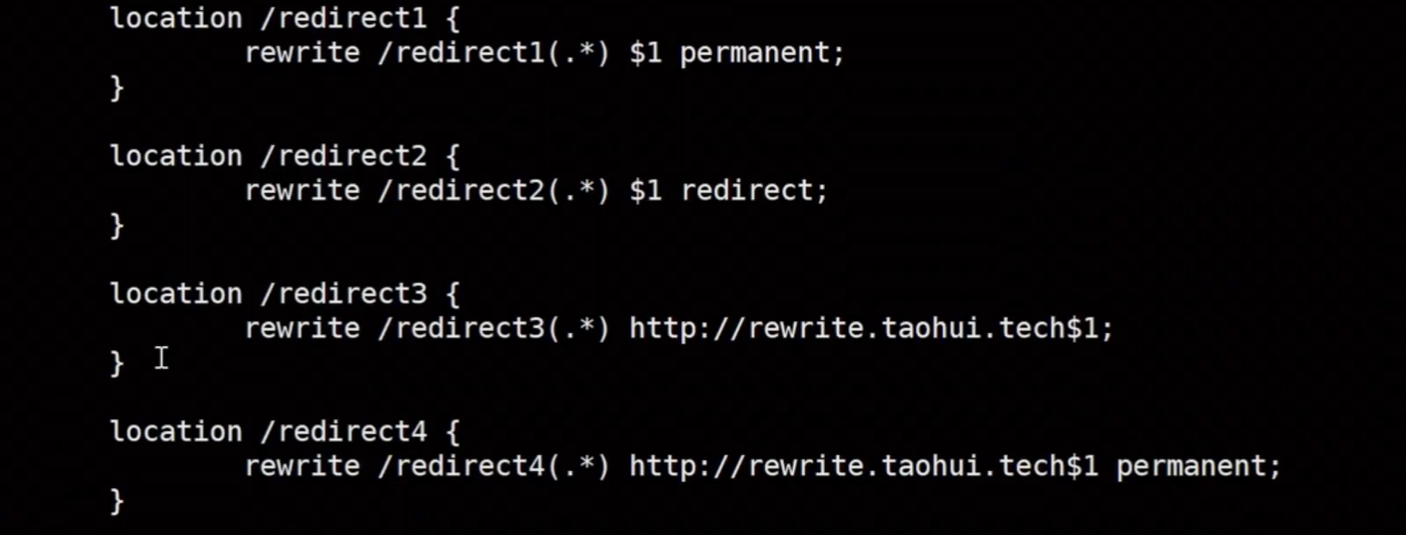 location /redirect1 {
rewrite /redirect1(.*) $1 permanent;
}
location /redirect2 {
rewrite /redirect2(.*) $1 redirect;
}
location /redirect3 {
rewrite /redirect3(.*) http://rewrite.taohui.tech$1;
}
location /redirect4 {
rewrite /redirect4(.*) http://rewrite.taohui.tech$1 permanent;
}